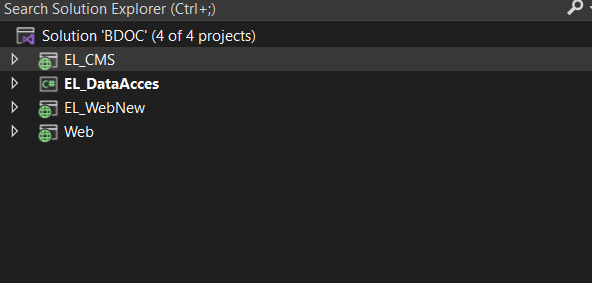 Search Solution Explorer (Ctrl+;)
Solution 'BDOC' (4 of 4 projects)
EL_CMS
C# EL_DataAcces
EL_WebNew
Web